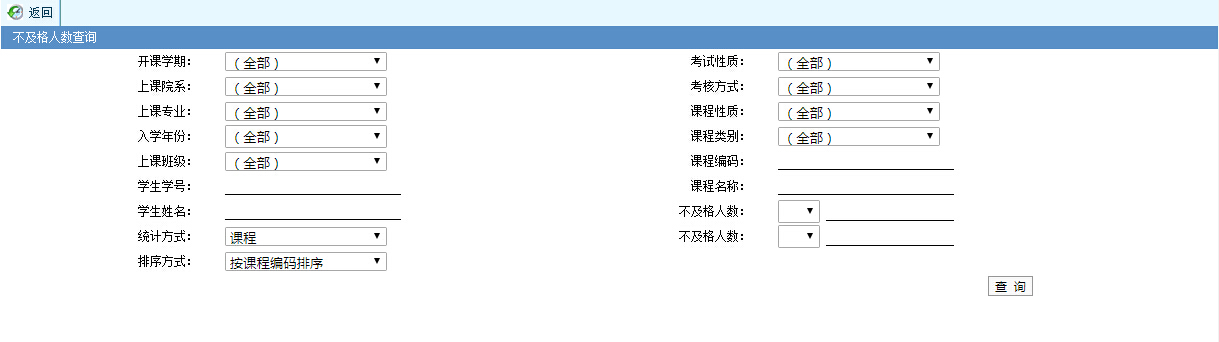 返回
不及格人数查询
开课学期： （全部） 考试性质： （全部）
上课院系： （全部） 考核方式： （全部）
上课专业： （全部） 课程性质： （全部）
入学年份： （全部） 课程类别： （全部）
上课班级： （全部） 课程编码：
学生学号： 课程名称：
学生姓名： 不及格人数：
统计方式： 课程 不及格人数：
排序方式： 按课程编码排序
查 询